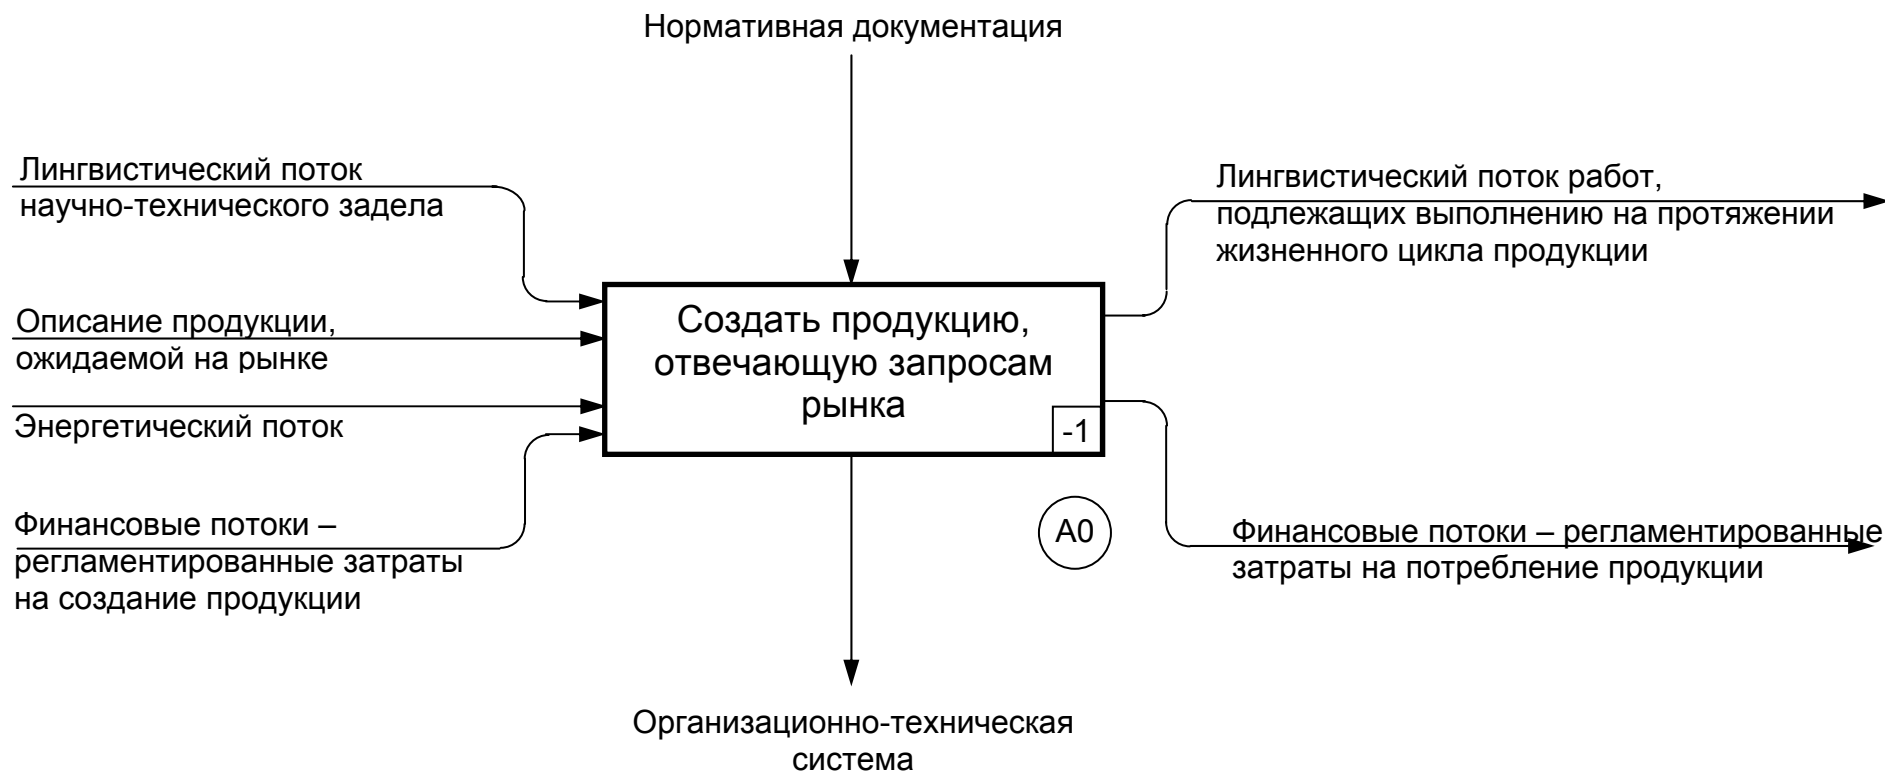 Нормативная документация
Лингвистический поток
научно-технического задела
Описание продукции,
ожидаемой на рынке
Энергетический поток
Финансовые потоки –
регламентированные затраты
на создание продукции
Создать продукцию,
отвечающую запросам
рынка
-1
А0
Лингвистический поток работ,
подлежащих выполнению на протяжении
жизненного цикла продукции
Финансовые потоки – регламентированные
затраты на потребление продукции
Организационно-техническая
система